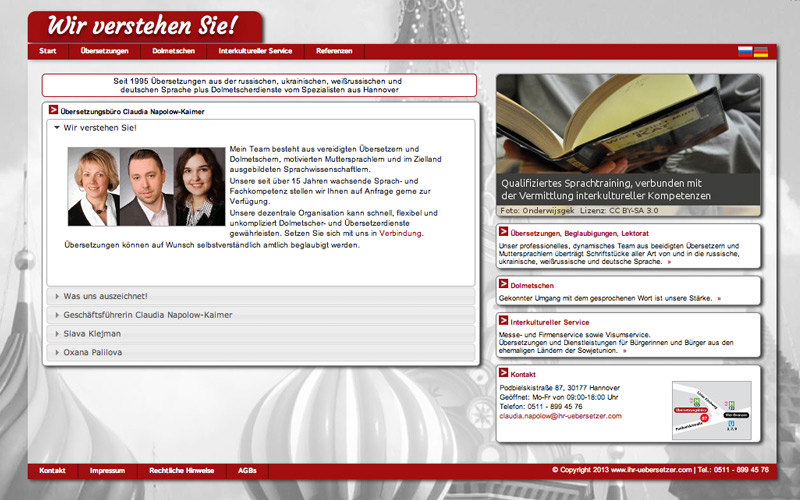 Wir verstehen Sie!
Start Übersetzungen Dolmetschen Interkultureller Service Referenzen
Seit 1995 Übersetzungen aus der russischen, ukrainischen, weißrussischen und
deutschen Sprache plus Dolmetscherdienste vom Spezialisten aus Hannover
Übersetzungsbüro Claudia Napolow-Kaimer
Wir verstehen Sie!
Mein Team besteht aus vereidigten Übersetzern und
Dolmetschern, motivierten Muttersprachlern und im Zielland
ausgebildeten Sprachwissenschaftlern.
Unsere seit über 15 Jahren wachsende Sprach- und
Fachkompetenz stellen wir Ihnen auf Anfrage gerne zur
Verfügung.
Unsere dezentrale Organisation kann schnell, flexibel und
unkompliziert Dolmetscher- und Übersetzerdienste
gewährleisten. Setzen Sie sich mit uns in Verbindung.
Übersetzungen können auf Wunsch selbstverständlich amtlich beglaubigt werden.
Was uns auszeichnet!
Geschäftsführerin Claudia Napolow-Kaimer
Slava Klejman
Oxana Palilova
Qualifiziertes Sprachtraining, verbunden mit
der Vermittlung interkultureller Kompetenzen
Foto: Onderwijsgek Lizenz: CC BY-SA 3.0
Übersetzungen, Beglaubigungen, Lektorat
Unser professionelles, dynamisches Team aus beeidigten Übersetzern und
Muttersprachlern überträgt Schriftstücke aller Art von und in die russische,
ukrainische, weißrussische und deutsche Sprache. »
Dolmetschen
Gekonnter Umgang mit dem gesprochenen Wort ist unsere Stärke. »
Interkultureller Service
Messe- und Firmenservice sowie Visumservice.
Übersetzungen und Dienstleistungen für Bürgerinnen und Bürger aus den
ehemaligen Ländern der Sowjetunion. »
Kontakt
Podbielskistraße 87, 30177 Hannover
Geöffnet: Mo-Fr von 09:00-18:00 Uhr
Telefon: 0511 - 899 45 76
claudia.napolow@ihr-uebersetzer.com
Kontakt Impressum Rechtliche Hinweise AGBs
© Copyright 2013 www.ihr-uebersetzer.com | Tel.: 0511 - 899 45 76